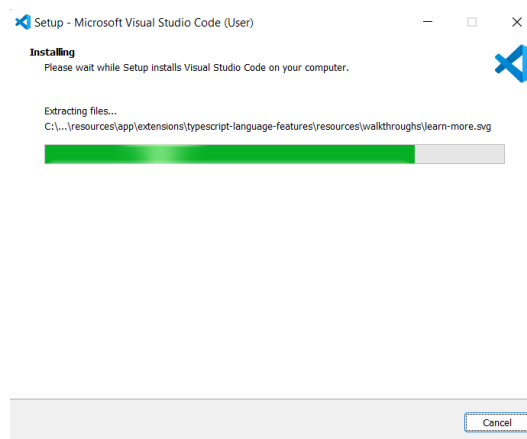 Setup - Microsoft Visual Studio Code (User)
Installing
Please wait while Setup installs Visual Studio Code on your computer.
Extracting files...
C:\...\resources\app\extensions\typescript-language-features\resources\walkthroughs\learn-more.svg
Cancel